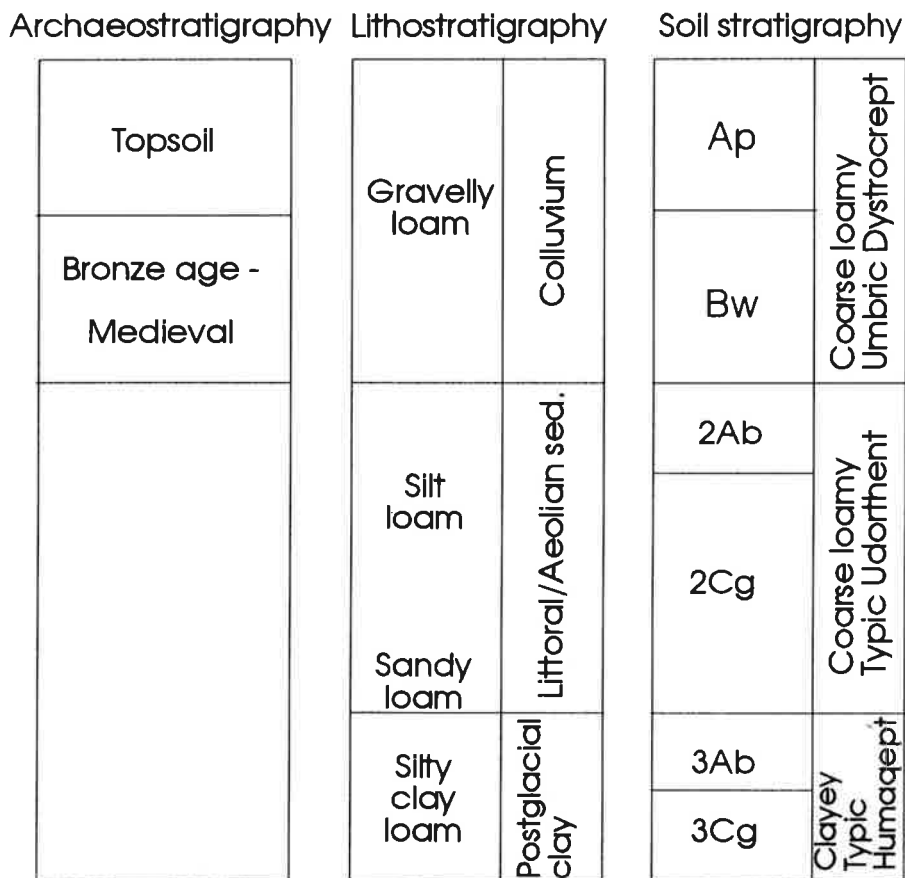 Archaeostratigraphy
Lithostratigraphy
Soil stratigraphy
Topsoil
Bronze age -
Medieval
Gravelly
loam
Colluvium
Silt
loam
Sandy
loam
Littoral/Aeolian sed.
Silty
clay
loam
Postglacial
clay
Ap
Bw
Coarse loamy
Umbric Dystrocrept
2Ab
2Cg
Coarse loamy
Typic Udorthent
3Ab
3Cg
Clayey
Typic
Humaqept